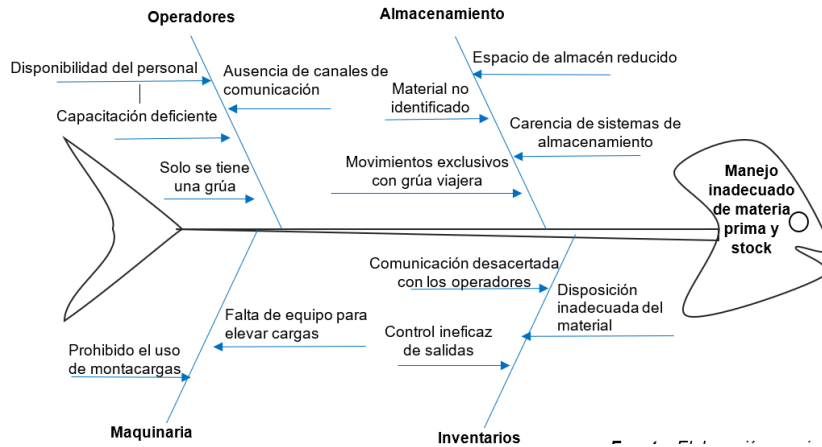 Operadores
Almacenamiento
Disponibilidad del personal
Ausencia de canales de
comunicación
Capacitación deficiente
Solo se tiene
una grúa
Espacio de almacén reducido
Material no
identificado
Carencia de sistemas de
almacenamiento
Movimientos exclusivos
con grúa viajera
Manejo
inadecuado
de materia
prima y
stock
Comunicación desacertada
con los operadores
Disposición
inadecuada del
material
Control ineficaz
de salidas
Falta de equipo para
elevar cargas
Prohibido el uso
de montacargas
Maquinaria
Inventarios